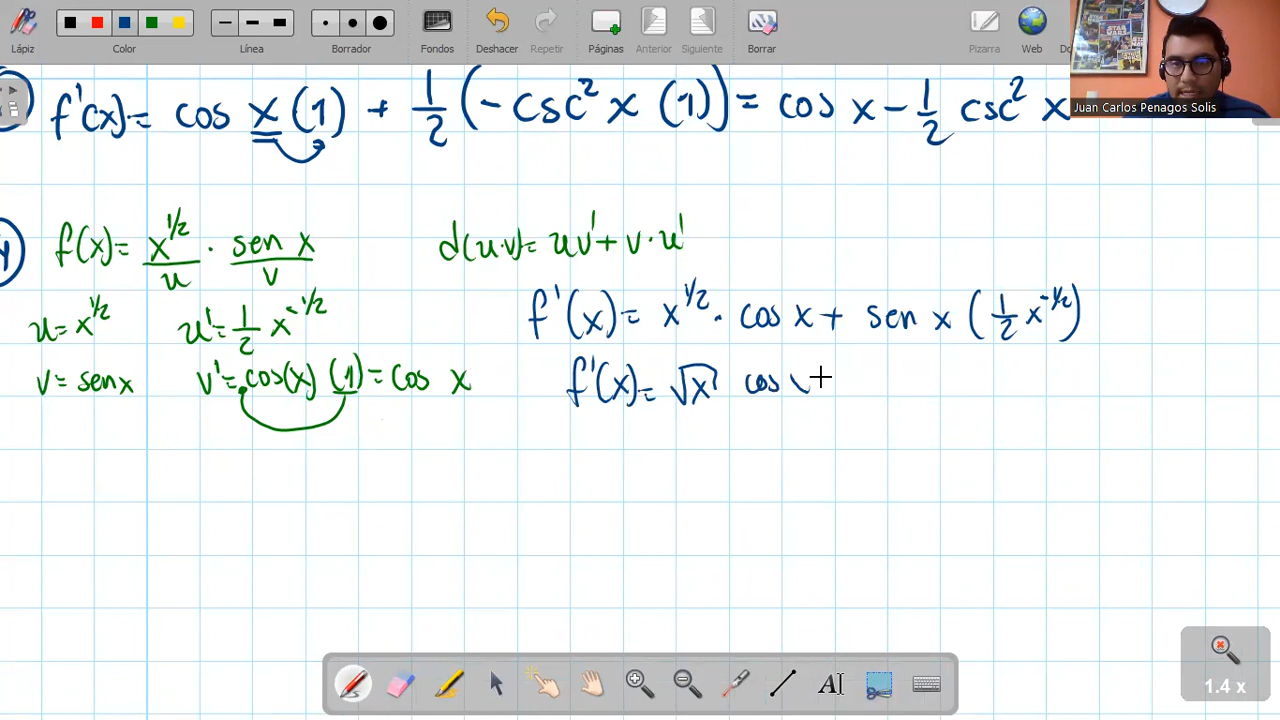 Lápiz Color Línea Borrador Fondos Deshacer Repetir Páginas Anterior Siguiente Borrar Pizarra Web
Juan Carlos Penagos Solis
f'(x)= cos x (1) + 1/2 (-csc² x (1)) = cos x - 1/2 csc² x
f(x)= x^1/2 · sen x
u v
d(u·v)= uv' + v·u'
u= x^1/2 u'= 1/2 x^-1/2
v= sen x v'= cos(x) (1) = cos x
f'(x)= x^1/2 · cos x + sen x (1/2 x^-1/2)
f'(x)= √x cos
1.4 x